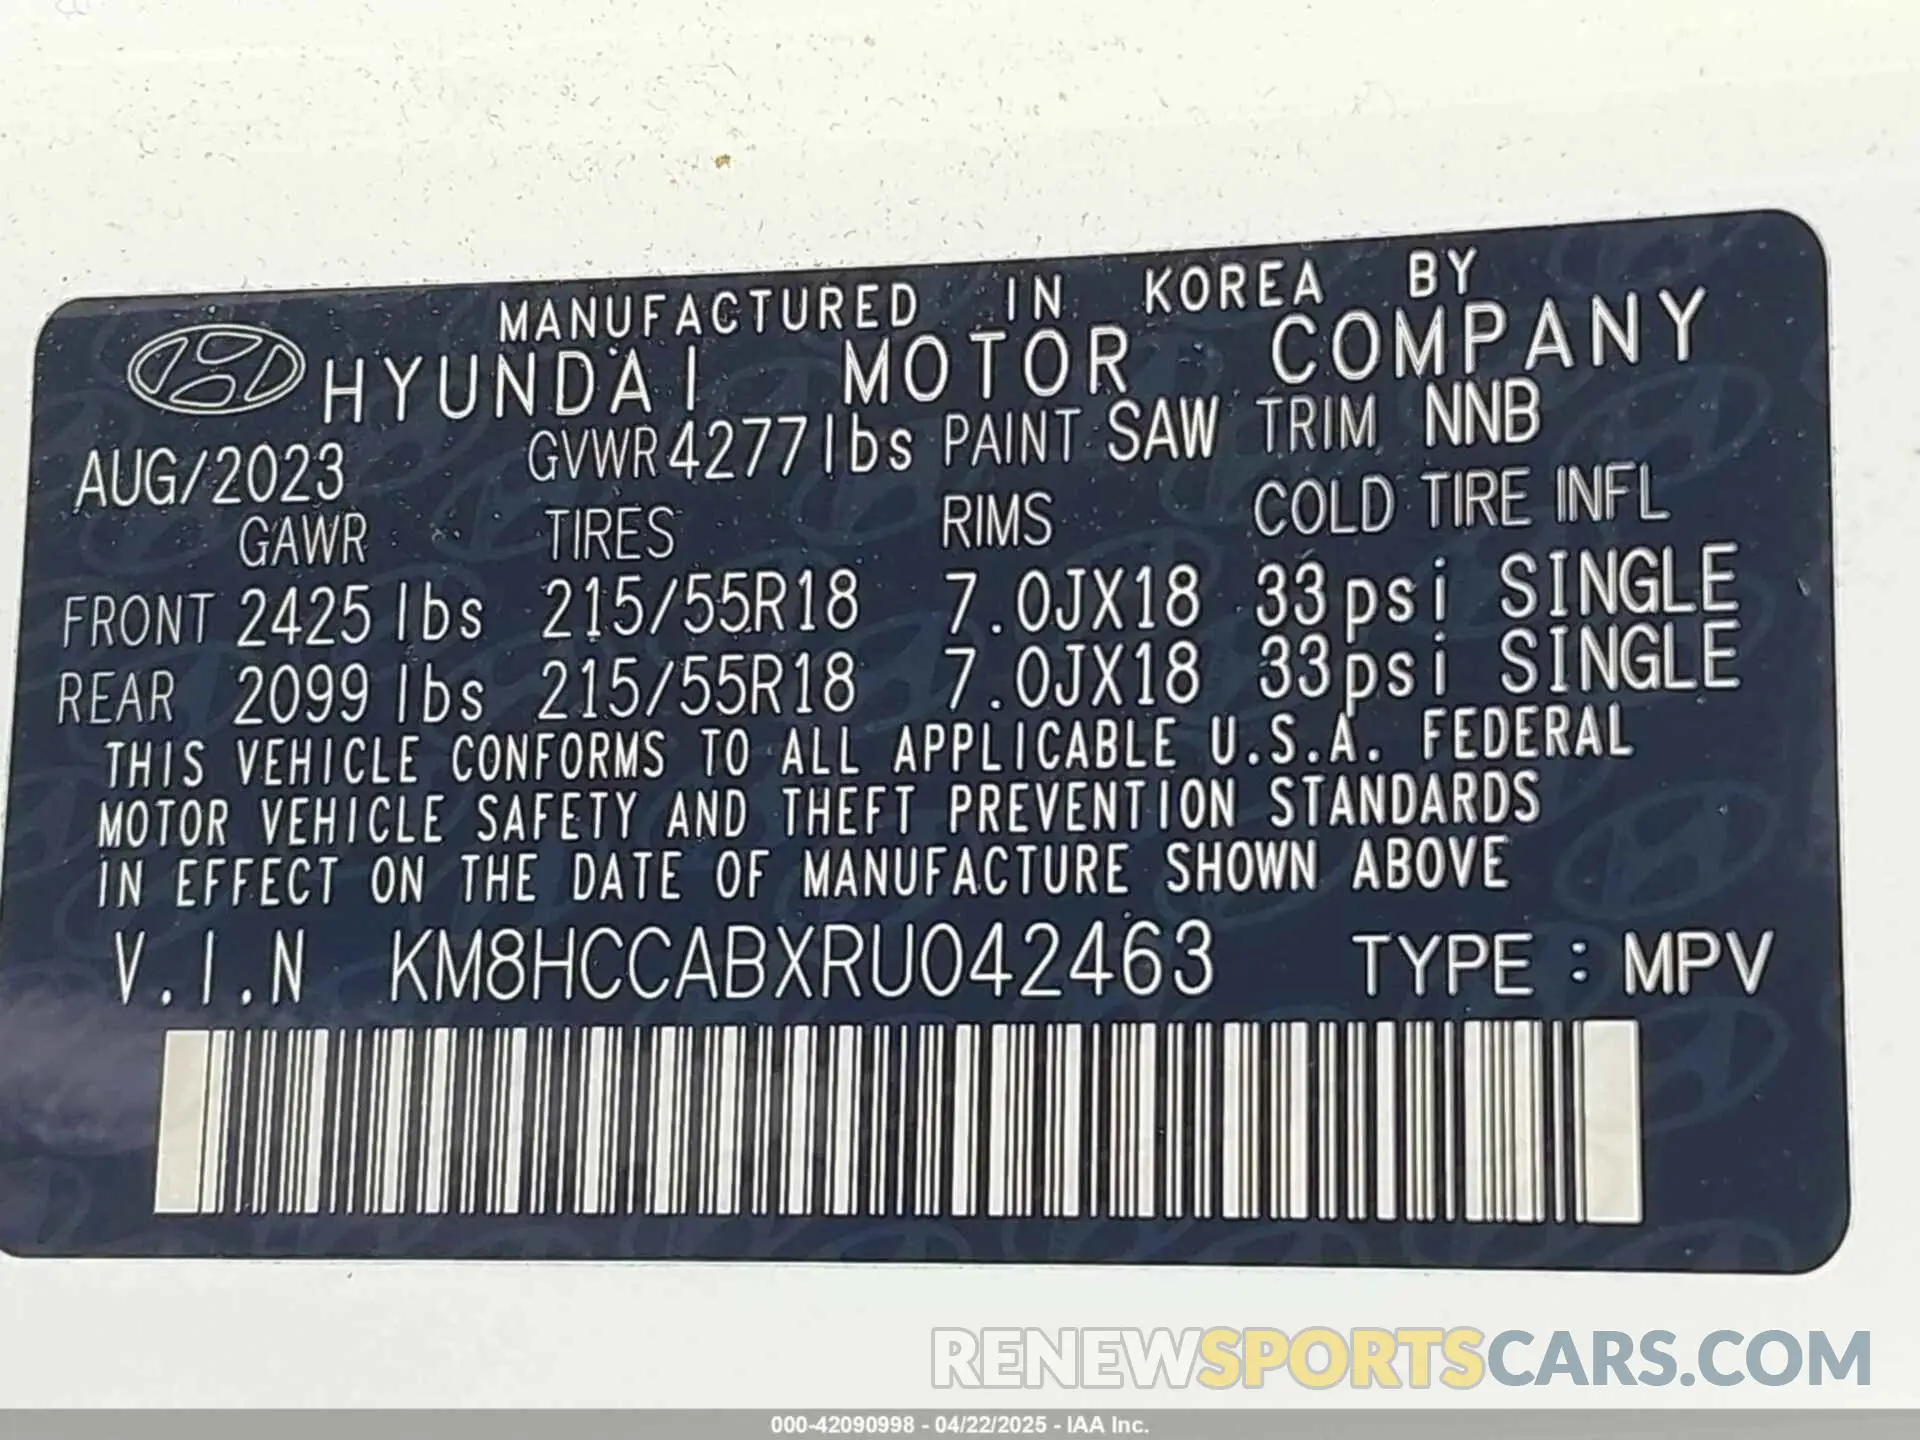 MANUFACTURED IN KOREA BY
HYUNDAI MOTOR COMPANY
AUG/2023 GVWR 4277lbs PAINT SAW TRIM NNB
GAWR TIRES RIMS COLD TIRE INFL
FRONT 2425 lbs 215/55R18 7.0JX18 33psi SINGLE
REAR 2099 lbs 215/55R18 7.0JX18 33psi SINGLE
THIS VEHICLE CONFORMS TO ALL APPLICABLE U.S.A. FEDERAL
MOTOR VEHICLE SAFETY AND THEFT PREVENTION STANDARDS
IN EFFECT ON THE DATE OF MANUFACTURE SHOWN ABOVE
V.I.N KM8HCCABXRU042463 TYPE : MPV
RENEWSPORTSCARS.COM
000-42090998 - 04/22/2025 - IAA Inc.